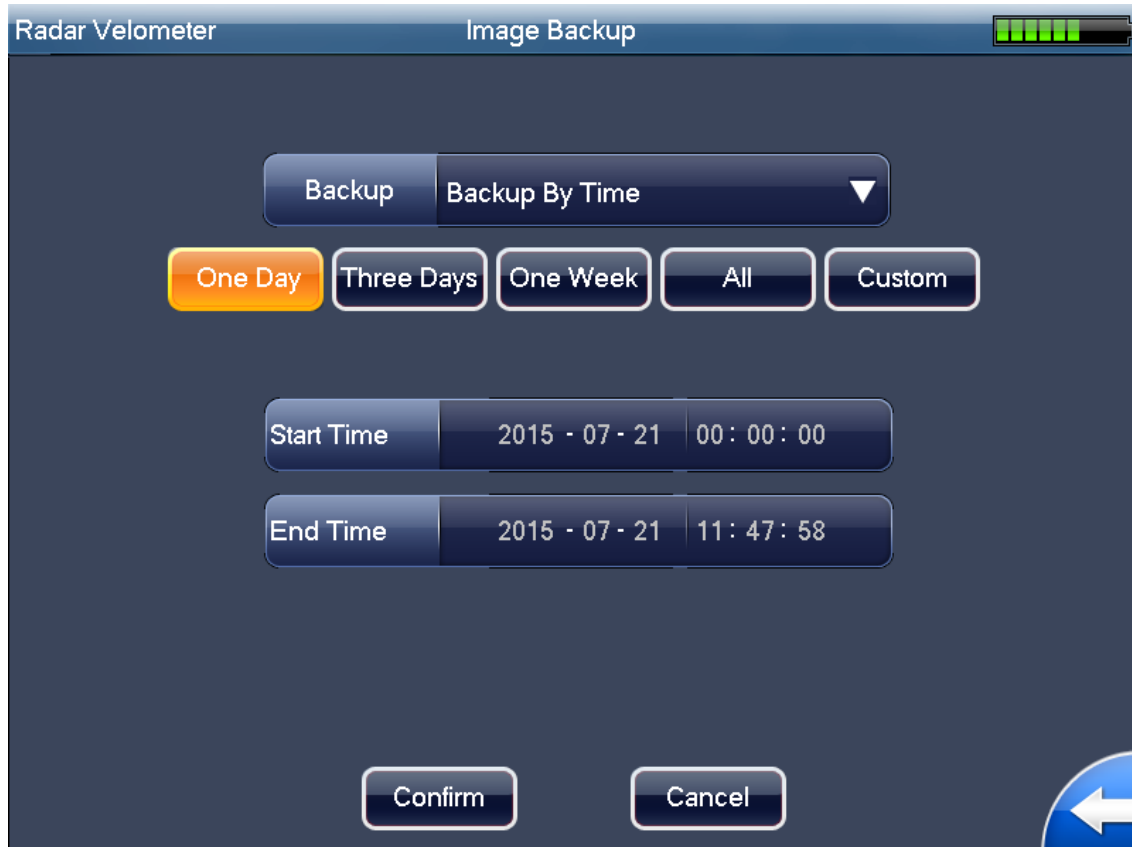 Radar Velometer Image Backup
Backup Backup By Time
One Day Three Days One Week All Custom
Start Time 2015 - 07 - 21 00 : 00 : 00
End Time 2015 - 07 - 21 11 : 47 : 58
Confirm Cancel